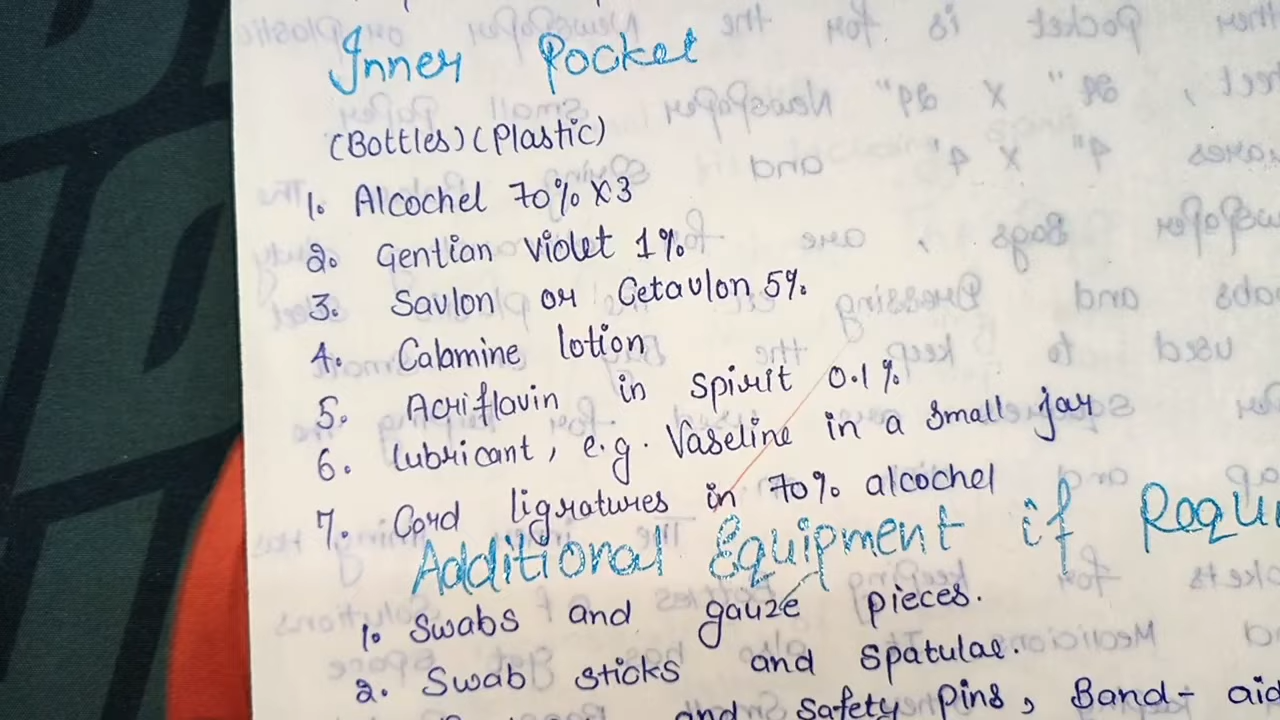 Inner Pocket
(Bottles) (Plastic)
1. Alcochel 70% X3
2. Gentian Violet 1%
3. Savlon or Cetavlon 5%
4. Calamine lotion
5. Acriflavin in spirit 0.1%
6. Lubricant, e.g. Vaseline in a small jar
7. Cord ligratures in 70% alcochel
Additional Equipment if Requi
1. Swabs and gauze pieces.
2. Swab sticks and spatulae.
and safety pins, Band-aid